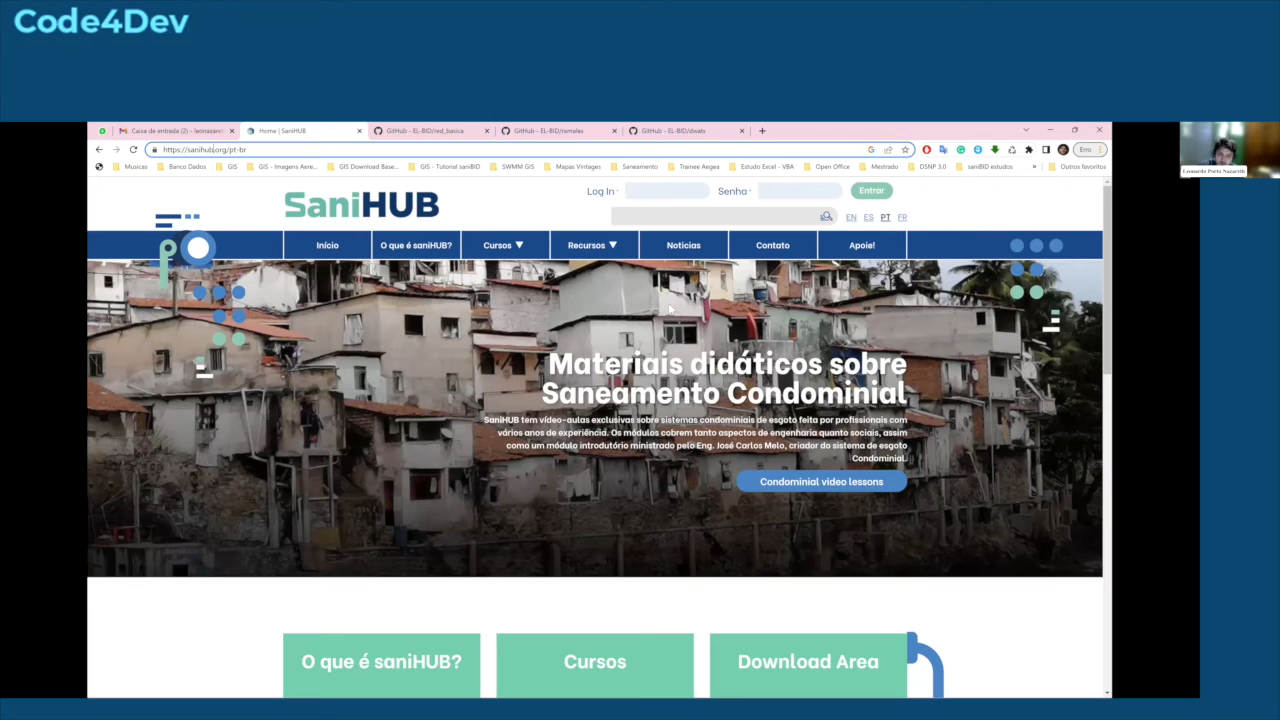 Code4Dev
Caixa de entrada (2) - leonazare
Home | SaniHUB
GitHub - EL-BID/red_basica
GitHub - EL-BID/ramales
GitHub - EL-BID/dwats
https://sanihub.org/pt-br
Erro
Musicas
Banco Dados
GIS
GIS - Imagens Aere...
GIS Download Base...
GIS - Tutorial saniBID
SWMM GIS
Mapas Vintages
Saneamento
Trainee Aegea
Estudo Excel - VBA
Open Office
Mestrado
DSNP 3.0
saniBID estudos
»
Outros favoritos
Leonardo Porto Nazareth
SaniHUB
Log In
Senha
Entrar
EN ES PT FR
Início
O que é saniHUB?
Cursos ▼
Recursos ▼
Noticias
Contato
Apoie!
Materiais didáticos sobre
Saneamento Condominial
SaniHUB tem vídeo-aulas exclusivas sobre sistemas condominiais de esgoto feita por profissionais com
vários anos de experiência. Os módulos cobrem tanto aspectos de engenharia quanto sociais, assim
como um módulo introdutório ministrado pelo Eng. José Carlos Melo, criador do sistema de esgoto
Condominial.
Condominial video lessons
O que é saniHUB?
Cursos
Download Area